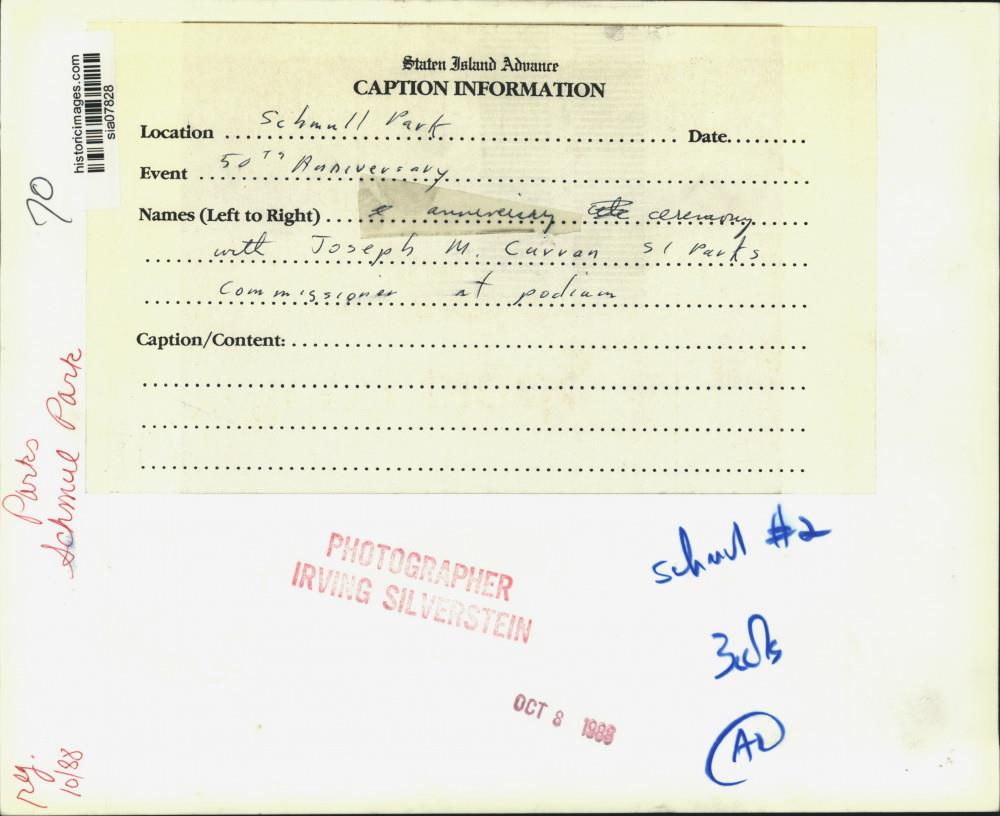 Staten Island Advance
CAPTION INFORMATION
Location Schmull Park Date
Event 50TH Anniversary
Names (Left to Right) anniversary ceremony
with Joseph M. Curran SI Parks
Commissioner at podium
Caption/Content:
historicimages.com
sia07828
70
Parks
Schmul Park
10/88
PHOTOGRAPHER
IRVING SILVERSTEIN
OCT 8 1988
schmul #2